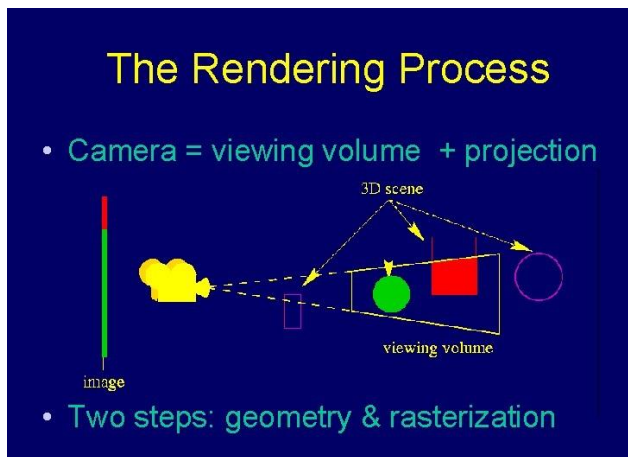 The Rendering Process
• Camera = viewing volume + projection
3D scene
viewing volume
image
• Two steps: geometry & rasterization